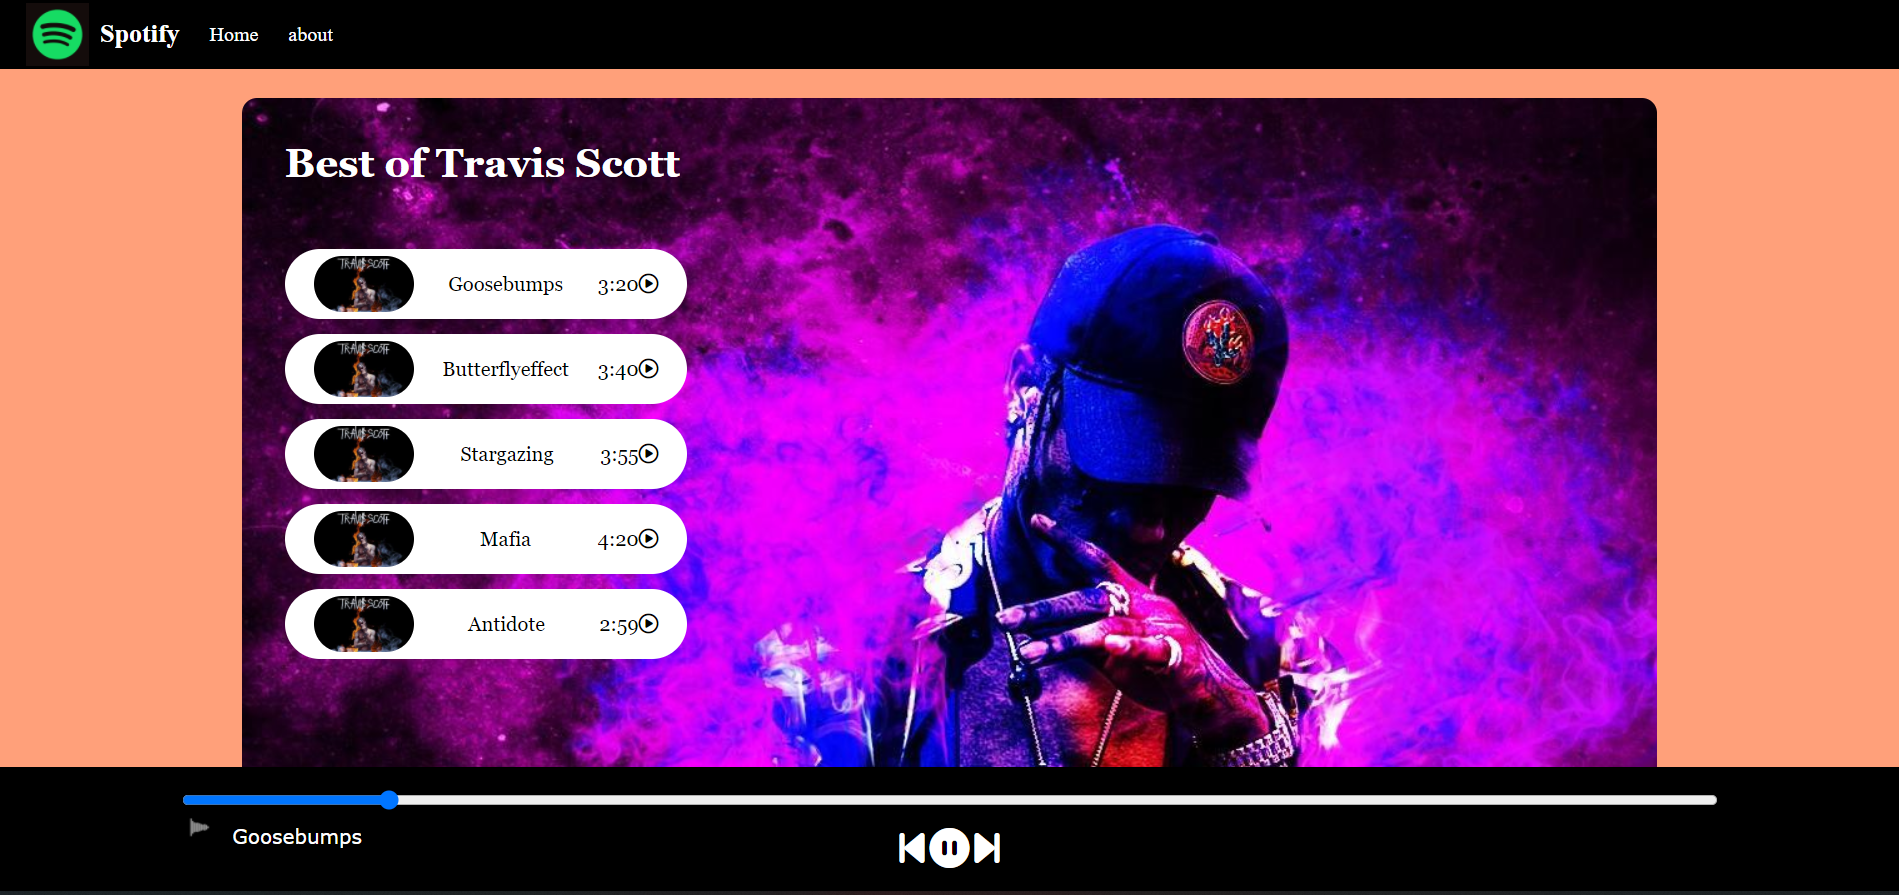 Spotify Home about
Best of Travis Scott
TRAVIS SCOTT Goosebumps 3:20
TRAVIS SCOTT Butterflyeffect 3:40
TRAVIS SCOTT Stargazing 3:55
TRAVIS SCOTT Mafia 4:20
TRAVIS SCOTT Antidote 2:59
Goosebumps